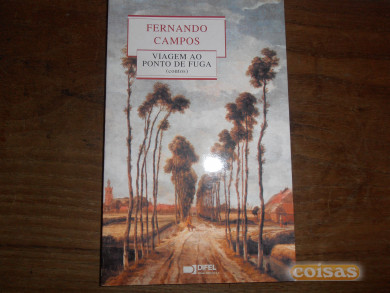 FERNANDO
CAMPOS
VIAGEM AO
PONTO DE FUGA
(contos)
DIFEL
coisas